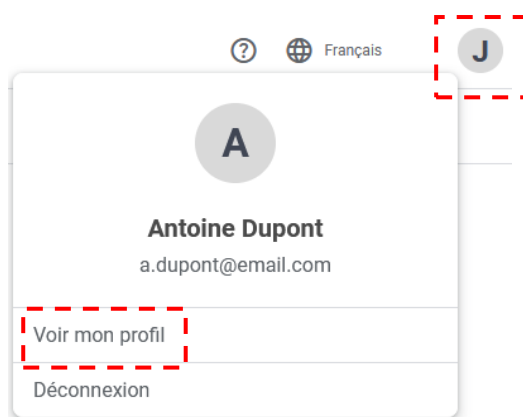 Français
J
A
Antoine Dupont
a.dupont@email.com
Voir mon profil
Déconnexion